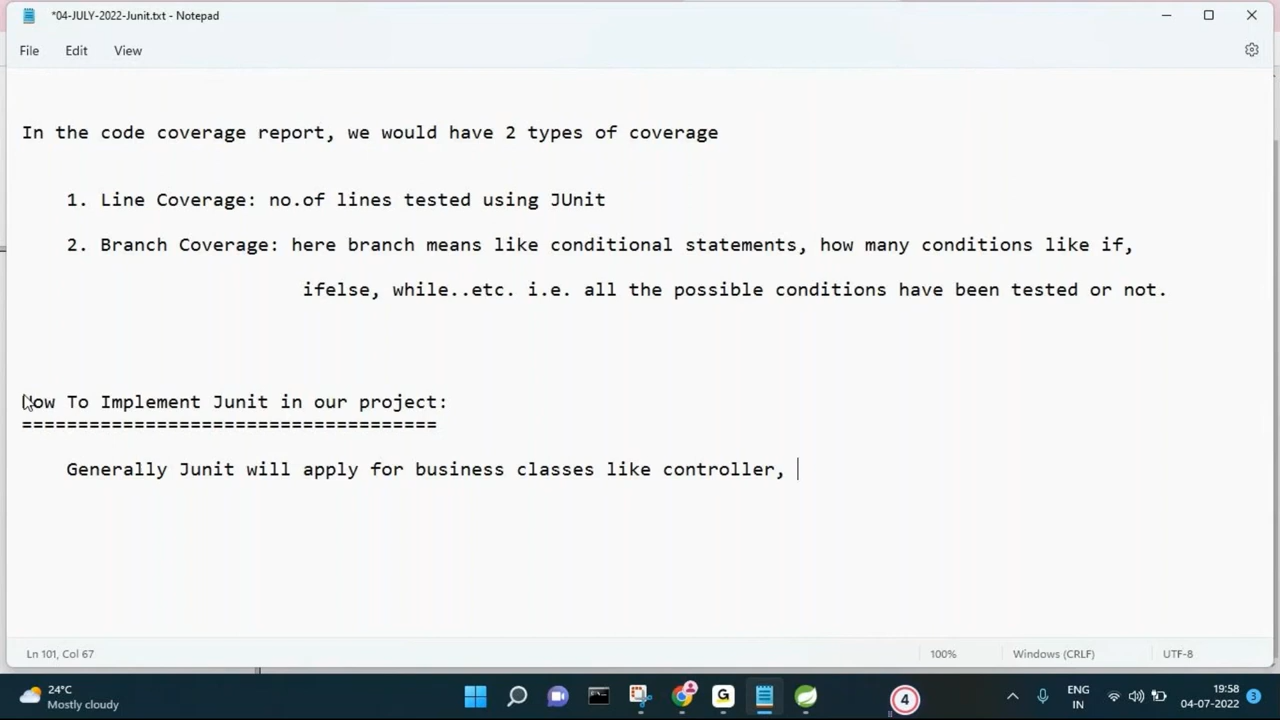 *04-JULY-2022-Junit.txt - Notepad
File Edit View
In the code coverage report, we would have 2 types of coverage
1. Line Coverage: no.of lines tested using JUnit
2. Branch Coverage: here branch means like conditional statements, how many conditions like if,
ifelse, while..etc. i.e. all the possible conditions have been tested or not.
How To Implement Junit in our project:
=====================================
Generally Junit will apply for business classes like controller,
Ln 101, Col 67 100% Windows (CRLF) UTF-8
24°C
Mostly cloudy
G
4
ENG
IN
19:58
04-07-2022
3